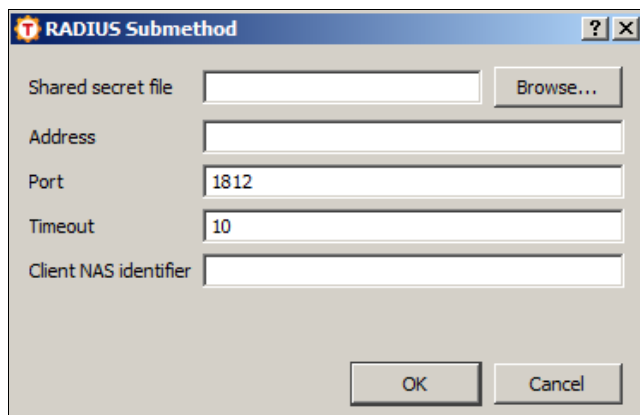 T RADIUS Submethod ? X
Shared secret file Browse...
Address
Port 1812
Timeout 10
Client NAS identifier
OK Cancel